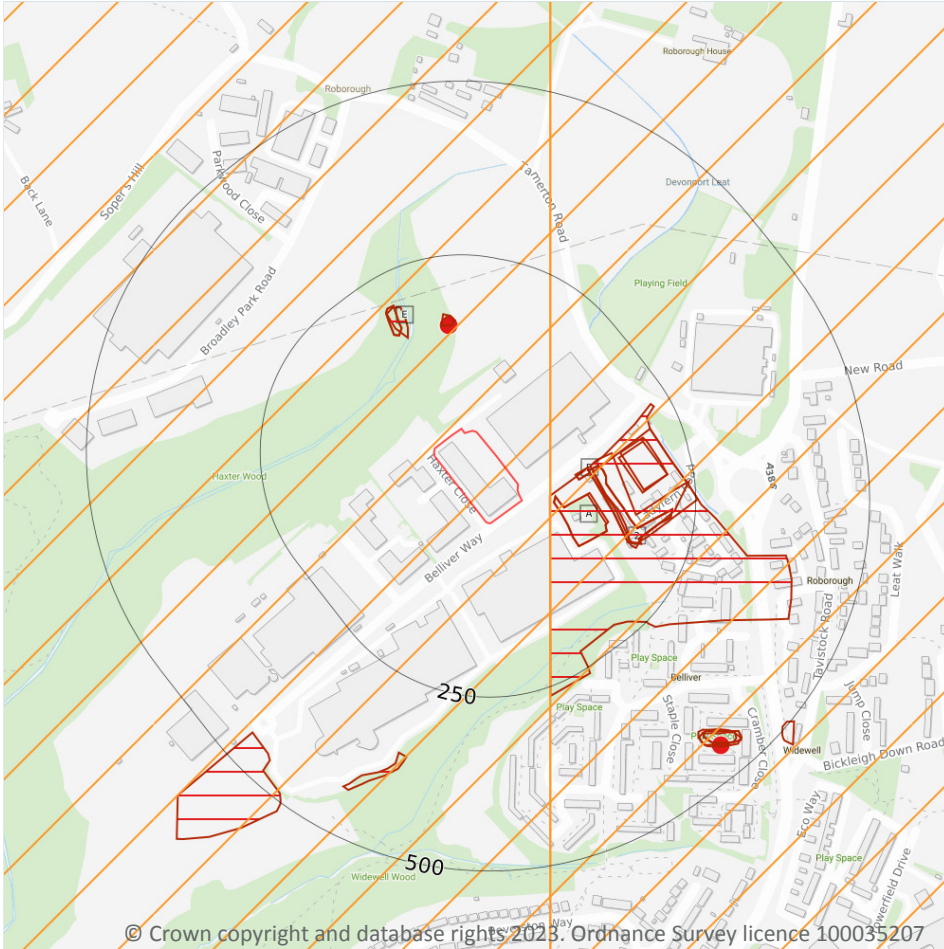 Roborough House
Roborough
Back Lane
Soper's Hill
Parkwood Close
Tamerton Road
Devonport Leat
Playing Field
Broadley Park Road
E
New Road
Haxter Wood
Haxter Close
A386
A
Belliver Way
Roborough
Leat Walk
Tavistock Road
Play Space
Belliver
250
Play Space
Staple Close
Cramber Close
Jump Close
Widewell
Bickleigh Down Road
Eco Way
500
Play Space
Widewell Wood
© Crown copyright and database rights 2023. Ordnance Survey licence 100035207